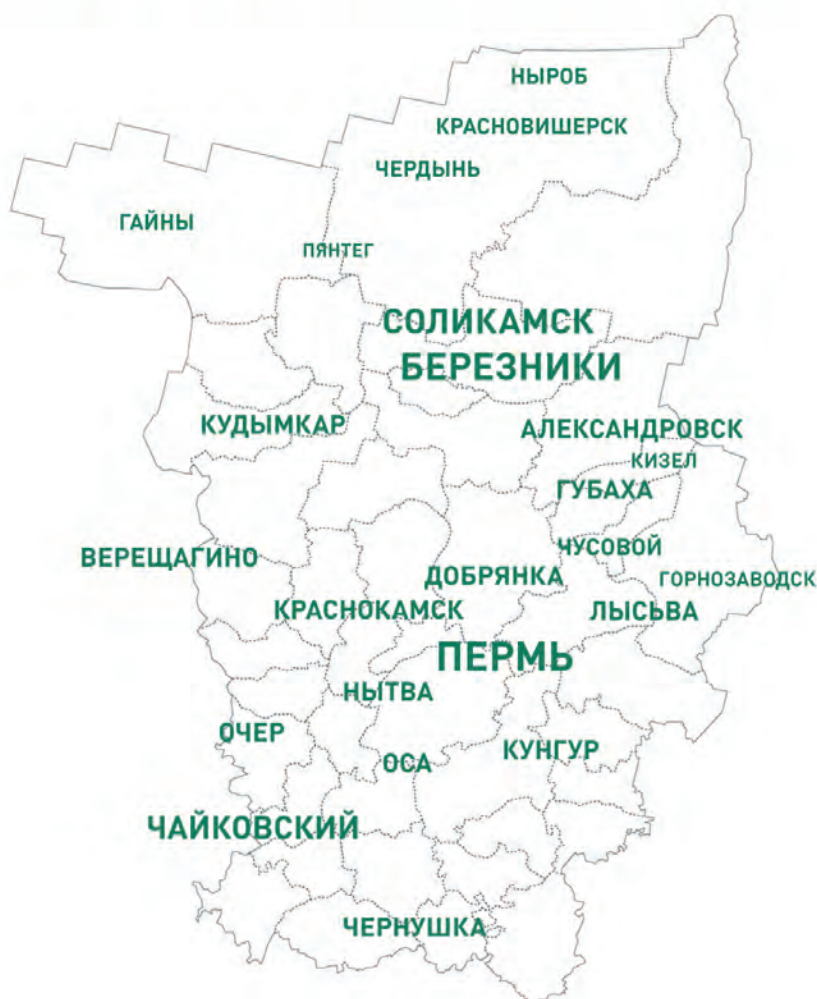 НЫРОБ
КРАСНОВИШЕРСК
ЧЕРДЫНЬ
ГАЙНЫ
ПЯНТЕГ
СОЛИКАМСК
БЕРЕЗНИКИ
КУДЫМКАР
АЛЕКСАНДРОВСК
КИЗЕЛ
ГУБАХА
ЧУСОВОЙ
ВЕРЕЩАГИНО
ДОБРЯНКА
ГОРНОЗАВОДСК
КРАСНОКАМСК
ЛЫСЬВА
ПЕРМЬ
НЫТВА
ОЧЕР
КУНГУР
ОСА
ЧАЙКОВСКИЙ
ЧЕРНУШКА